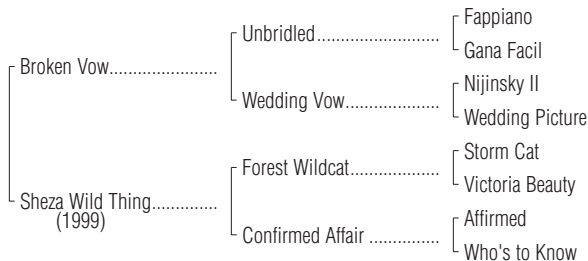 Fappiano
Unbridled
Gana Facil
Broken Vow
Nijinsky II
Wedding Vow
Wedding Picture
Storm Cat
Forest Wildcat
Victoria Beauty
Sheza Wild Thing
(1999)
Affirmed
Confirmed Affair
Who's to Know